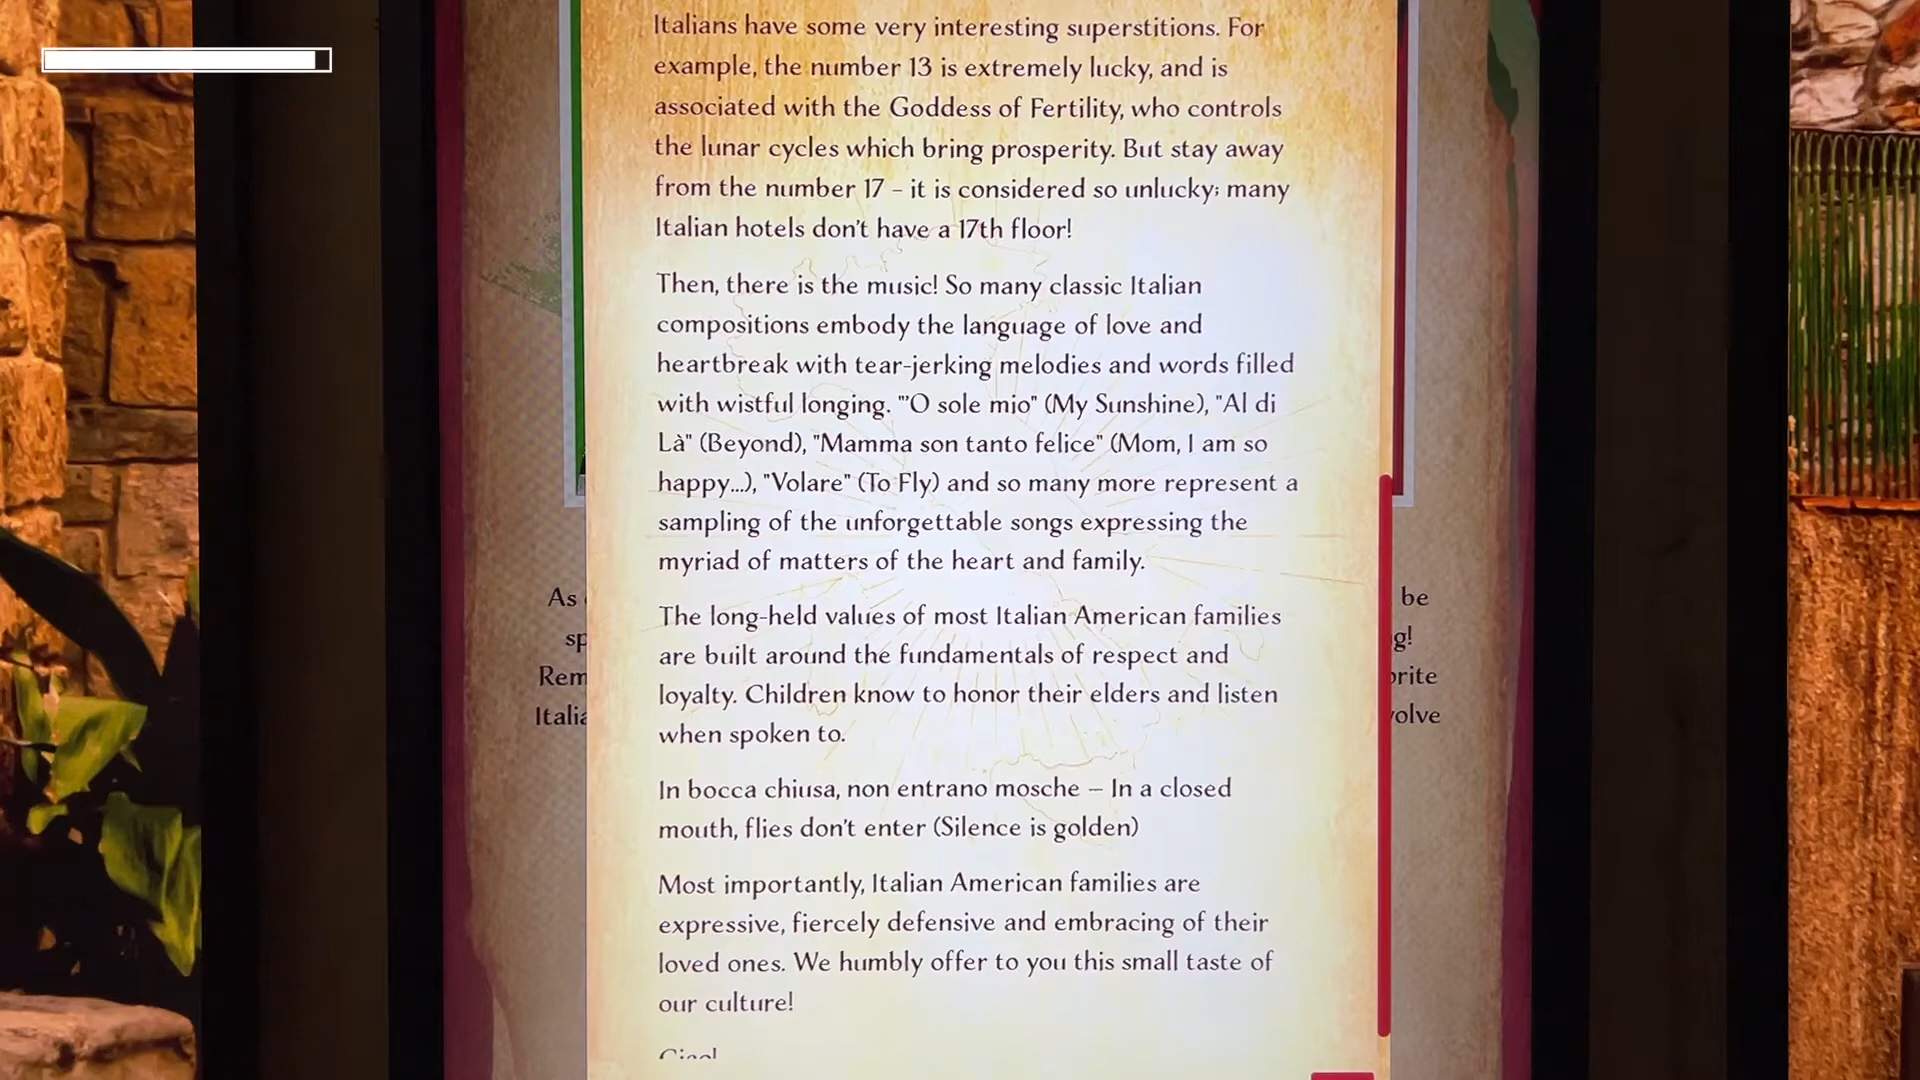 Italians have some very interesting superstitions. For
example, the number 13 is extremely lucky, and is
associated with the Goddess of Fertility, who controls
the lunar cycles which bring prosperity. But stay away
from the number 17 – it is considered so unlucky; many
Italian hotels don't have a 17th floor!
Then, there is the music! So many classic Italian
compositions embody the language of love and
heartbreak with tear-jerking melodies and words filled
with wistful longing. "'O sole mio" (My Sunshine), "Al di
Là" (Beyond), "Mamma son tanto felice" (Mom, I am so
happy...), "Volare" (To Fly) and so many more represent a
sampling of the unforgettable songs expressing the
myriad of matters of the heart and family.
The long-held values of most Italian American families
are built around the fundamentals of respect and
loyalty. Children know to honor their elders and listen
when spoken to.
In bocca chiusa, non entrano mosche – In a closed
mouth, flies don't enter (Silence is golden)
Most importantly, Italian American families are
expressive, fiercely defensive and embracing of their
loved ones. We humbly offer to you this small taste of
our culture!
As
be